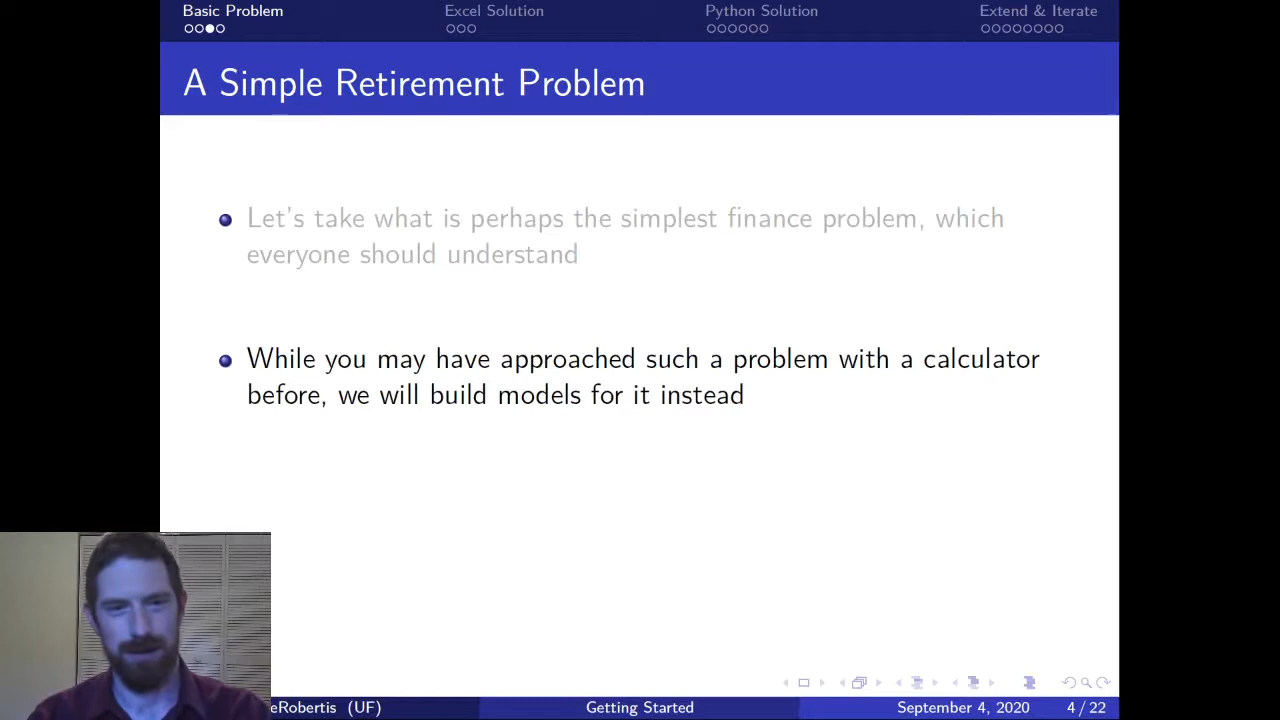 Basic Problem Excel Solution Python Solution Extend & Iterate
A Simple Retirement Problem
Let's take what is perhaps the simplest finance problem, which
everyone should understand
While you may have approached such a problem with a calculator
before, we will build models for it instead
eRobertis (UF) Getting Started September 4, 2020 4 / 22